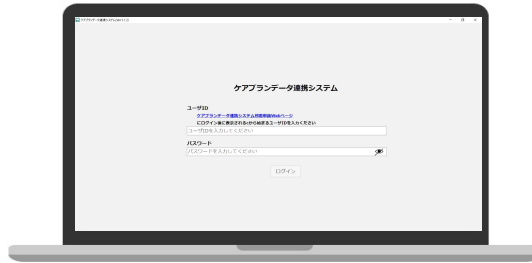 ケアプランデータ連携システム
ユーザID
ケアプランデータ連携システム利用申請Webページ
にログイン後に表示されるcから始まるユーザIDを入力ください
ユーザIDを入力してください
パスワード
パスワードを入力してください
ログイン